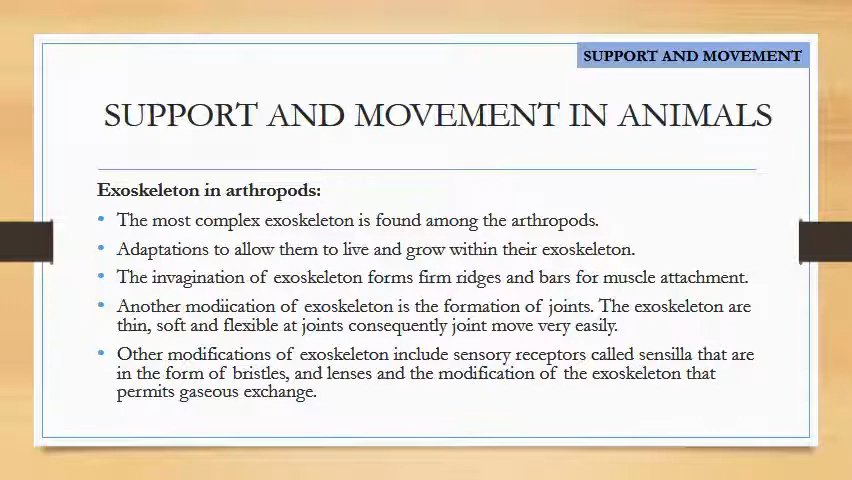 SUPPORT AND MOVEMENT
SUPPORT AND MOVEMENT IN ANIMALS
Exoskeleton in arthropods:
• The most complex exoskeleton is found among the arthropods.
• Adaptations to allow them to live and grow within their exoskeleton.
• The invagination of exoskeleton forms firm ridges and bars for muscle attachment.
• Another modiication of exoskeleton is the formation of joints. The exoskeleton are
thin, soft and flexible at joints consequently joint move very easily.
• Other modifications of exoskeleton include sensory receptors called sensilla that are
in the form of bristles, and lenses and the modification of the exoskeleton that
permits gaseous exchange.